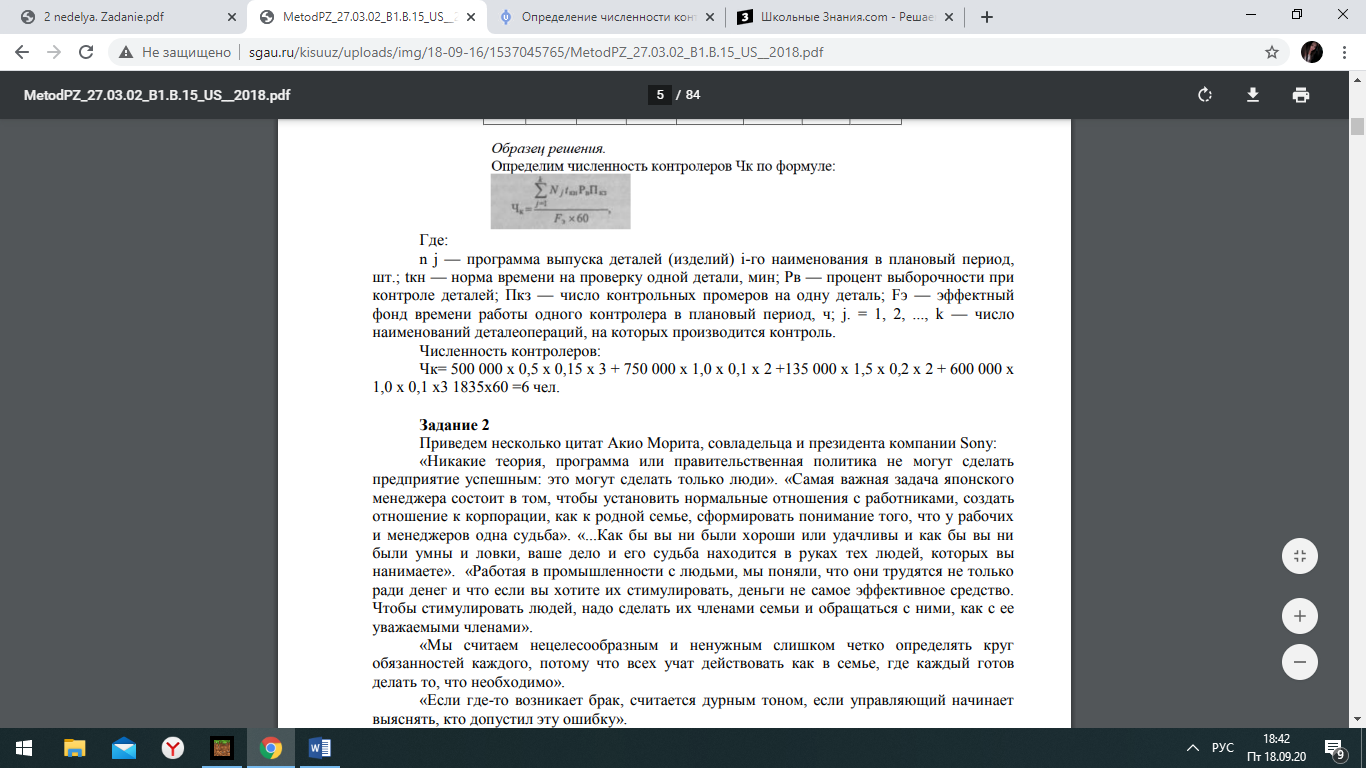 2 nedelya. Zadanie.pdf
MetodPZ_27.03.02_B1.B.15_US__2
Определение численности конт
Школьные Знания.com - Решае
Не защищено
sgau.ru/kisuuz/uploads/img/18-09-16/1537045765/MetodPZ_27.03.02_B1.B.15_US__2018.pdf
MetodPZ_27.03.02_B1.B.15_US__2018.pdf
5 / 84
Образец решения.
Определим численность контролеров Чк по формуле:
Где:
n j — программа выпуска деталей (изделий) i-го наименования в плановый период,
шт.; tкн — норма времени на проверку одной детали, мин; Рв — процент выборочности при
контроле деталей; Пкз — число контрольных промеров на одну деталь; Fэ — эффектный
фонд времени работы одного контролера в плановый период, ч; j. = 1, 2, ..., k — число
наименований деталеопераций, на которых производится контроль.
Численность контролеров:
Чк= 500 000 х 0,5 х 0,15 х 3 + 750 000 х 1,0 х 0,1 х 2 +135 000 х 1,5 х 0,2 х 2 + 600 000 х
1,0 х 0,1 х3 1835х60 =6 чел.
Задание 2
Приведем несколько цитат Акио Морита, совладельца и президента компании Sony:
«Никакие теория, программа или правительственная политика не могут сделать
предприятие успешным: это могут сделать только люди». «Самая важная задача японского
менеджера состоит в том, чтобы установить нормальные отношения с работниками, создать
отношение к корпорации, как к родной семье, сформировать понимание того, что у рабочих
и менеджеров одна судьба». «...Как бы вы ни были хороши или удачливы и как бы вы ни
были умны и ловки, ваше дело и его судьба находится в руках тех людей, которых вы
нанимаете». «Работая в промышленности с людьми, мы поняли, что они трудятся не только
ради денег и что если вы хотите их стимулировать, деньги не самое эффективное средство.
Чтобы стимулировать людей, надо сделать их членами семьи и обращаться с ними, как с ее
уважаемыми членами».
«Мы считаем нецелесообразным и ненужным слишком четко определять круг
обязанностей каждого, потому что всех учат действовать как в семье, где каждый готов
делать то, что необходимо».
«Если где-то возникает брак, считается дурным тоном, если управляющий начинает
выяснять, кто допустил эту ошибку».
РУС
18:42
Пт 18.09.20
9